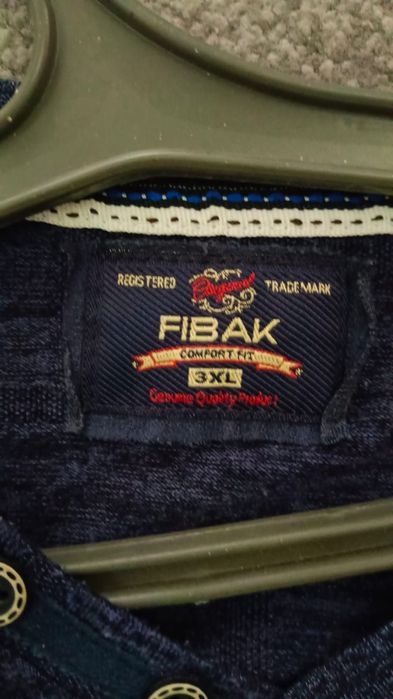 REGISTERED
TRADEMARK
FIBAK
COMFORT FIT
3XL
Genuine Quality Product